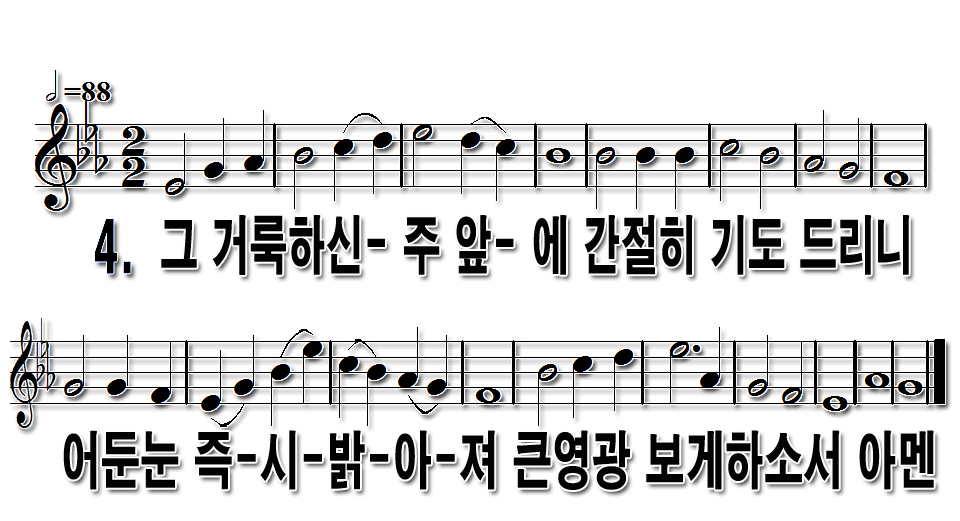 =88
4. 그 거룩하신- 주 앞- 에 간절히 기도 드리니
어둔눈 즉-시-밝-아-져 큰영광 보게하소서 아멘